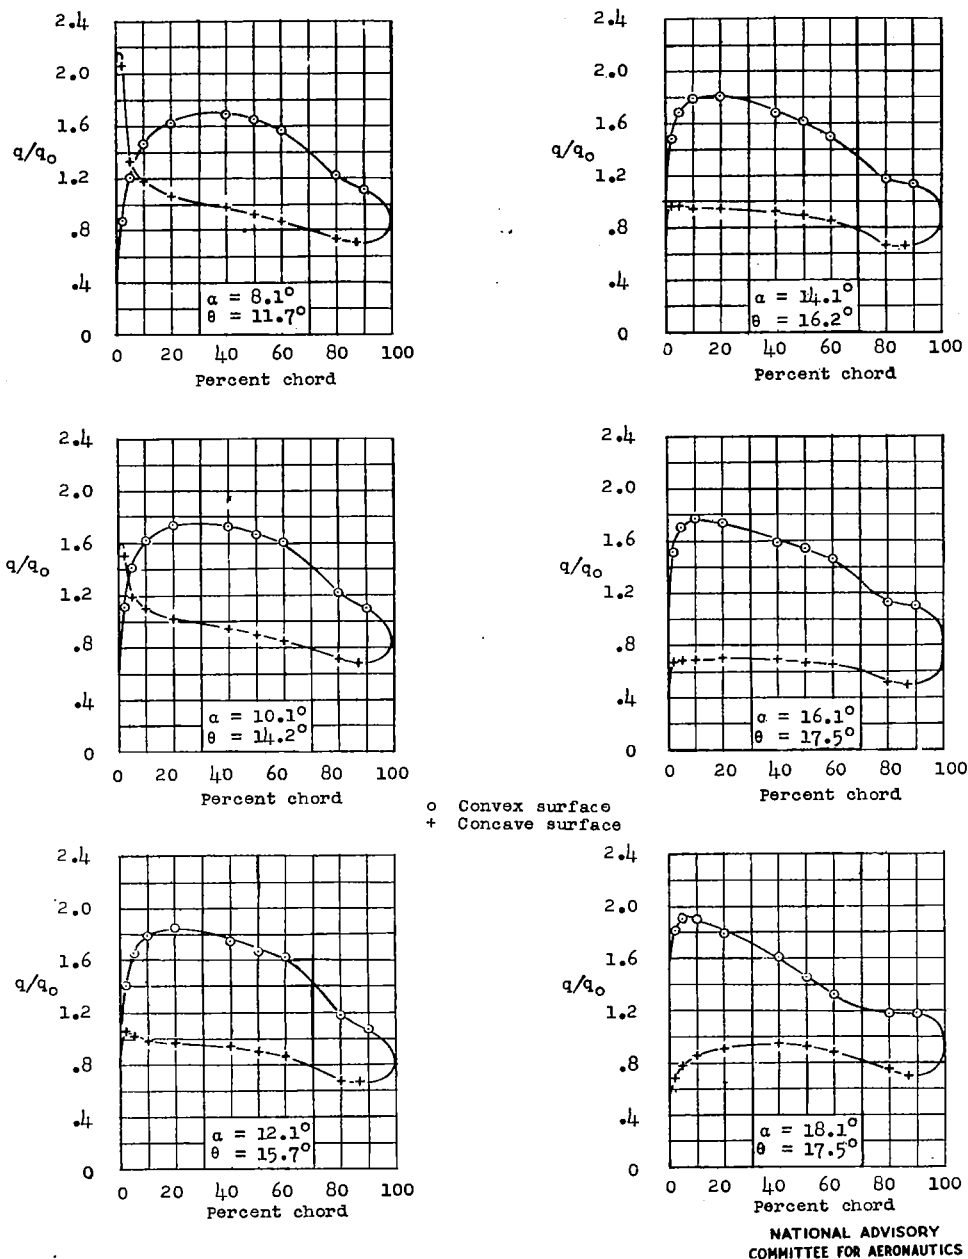 2.4
2.0
1.6
q/q₀
1.2
.8
.4
0
α = 8.1°
θ = 11.7°
0 20 40 60 80 100
Percent chord
2.4
2.0
1.6
q/q₀
1.2
.8
.4
0
α = 14.1°
θ = 16.2°
0 20 40 60 80 100
Percent chord
2.4
2.0
1.6
q/q₀
1.2
.8
.4
0
α = 10.1°
θ = 14.2°
0 20 40 60 80 100
Percent chord
2.4
2.0
1.6
q/q₀
1.2
.8
.4
0
α = 16.1°
θ = 17.5°
0 20 40 60 80 100
Percent chord
o Convex surface
+ Concave surface
2.4
2.0
1.6
q/q₀
1.2
.8
.4
0
α = 12.1°
θ = 15.7°
0 20 40 60 80 100
Percent chord
2.4
2.0
1.6
q/q₀
1.2
.8
.4
0
α = 18.1°
θ = 17.5°
0 20 40 60 80 100
Percent chord
NATIONAL ADVISORY
COMMITTEE FOR AERONAUTICS